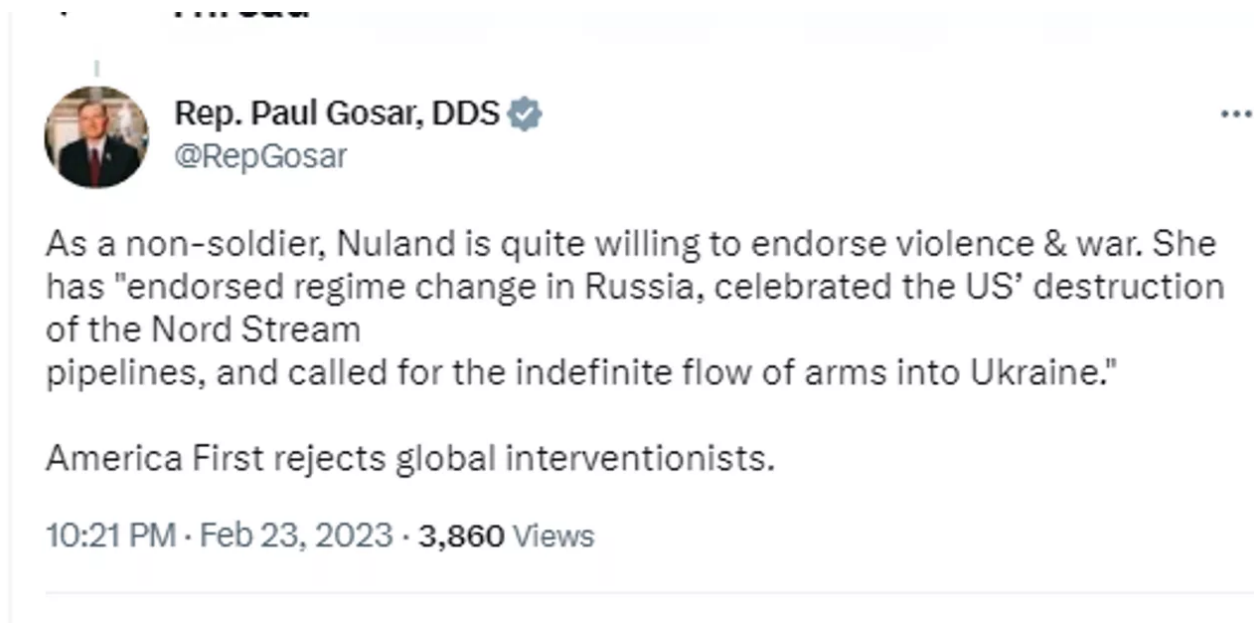 Thread
Rep. Paul Gosar, DDS
@RepGosar
As a non-soldier, Nuland is quite willing to endorse violence & war. She
has "endorsed regime change in Russia, celebrated the US’ destruction
of the Nord Stream
pipelines, and called for the indefinite flow of arms into Ukraine."
America First rejects global interventionists.
10:21 PM · Feb 23, 2023 · 3,860 Views